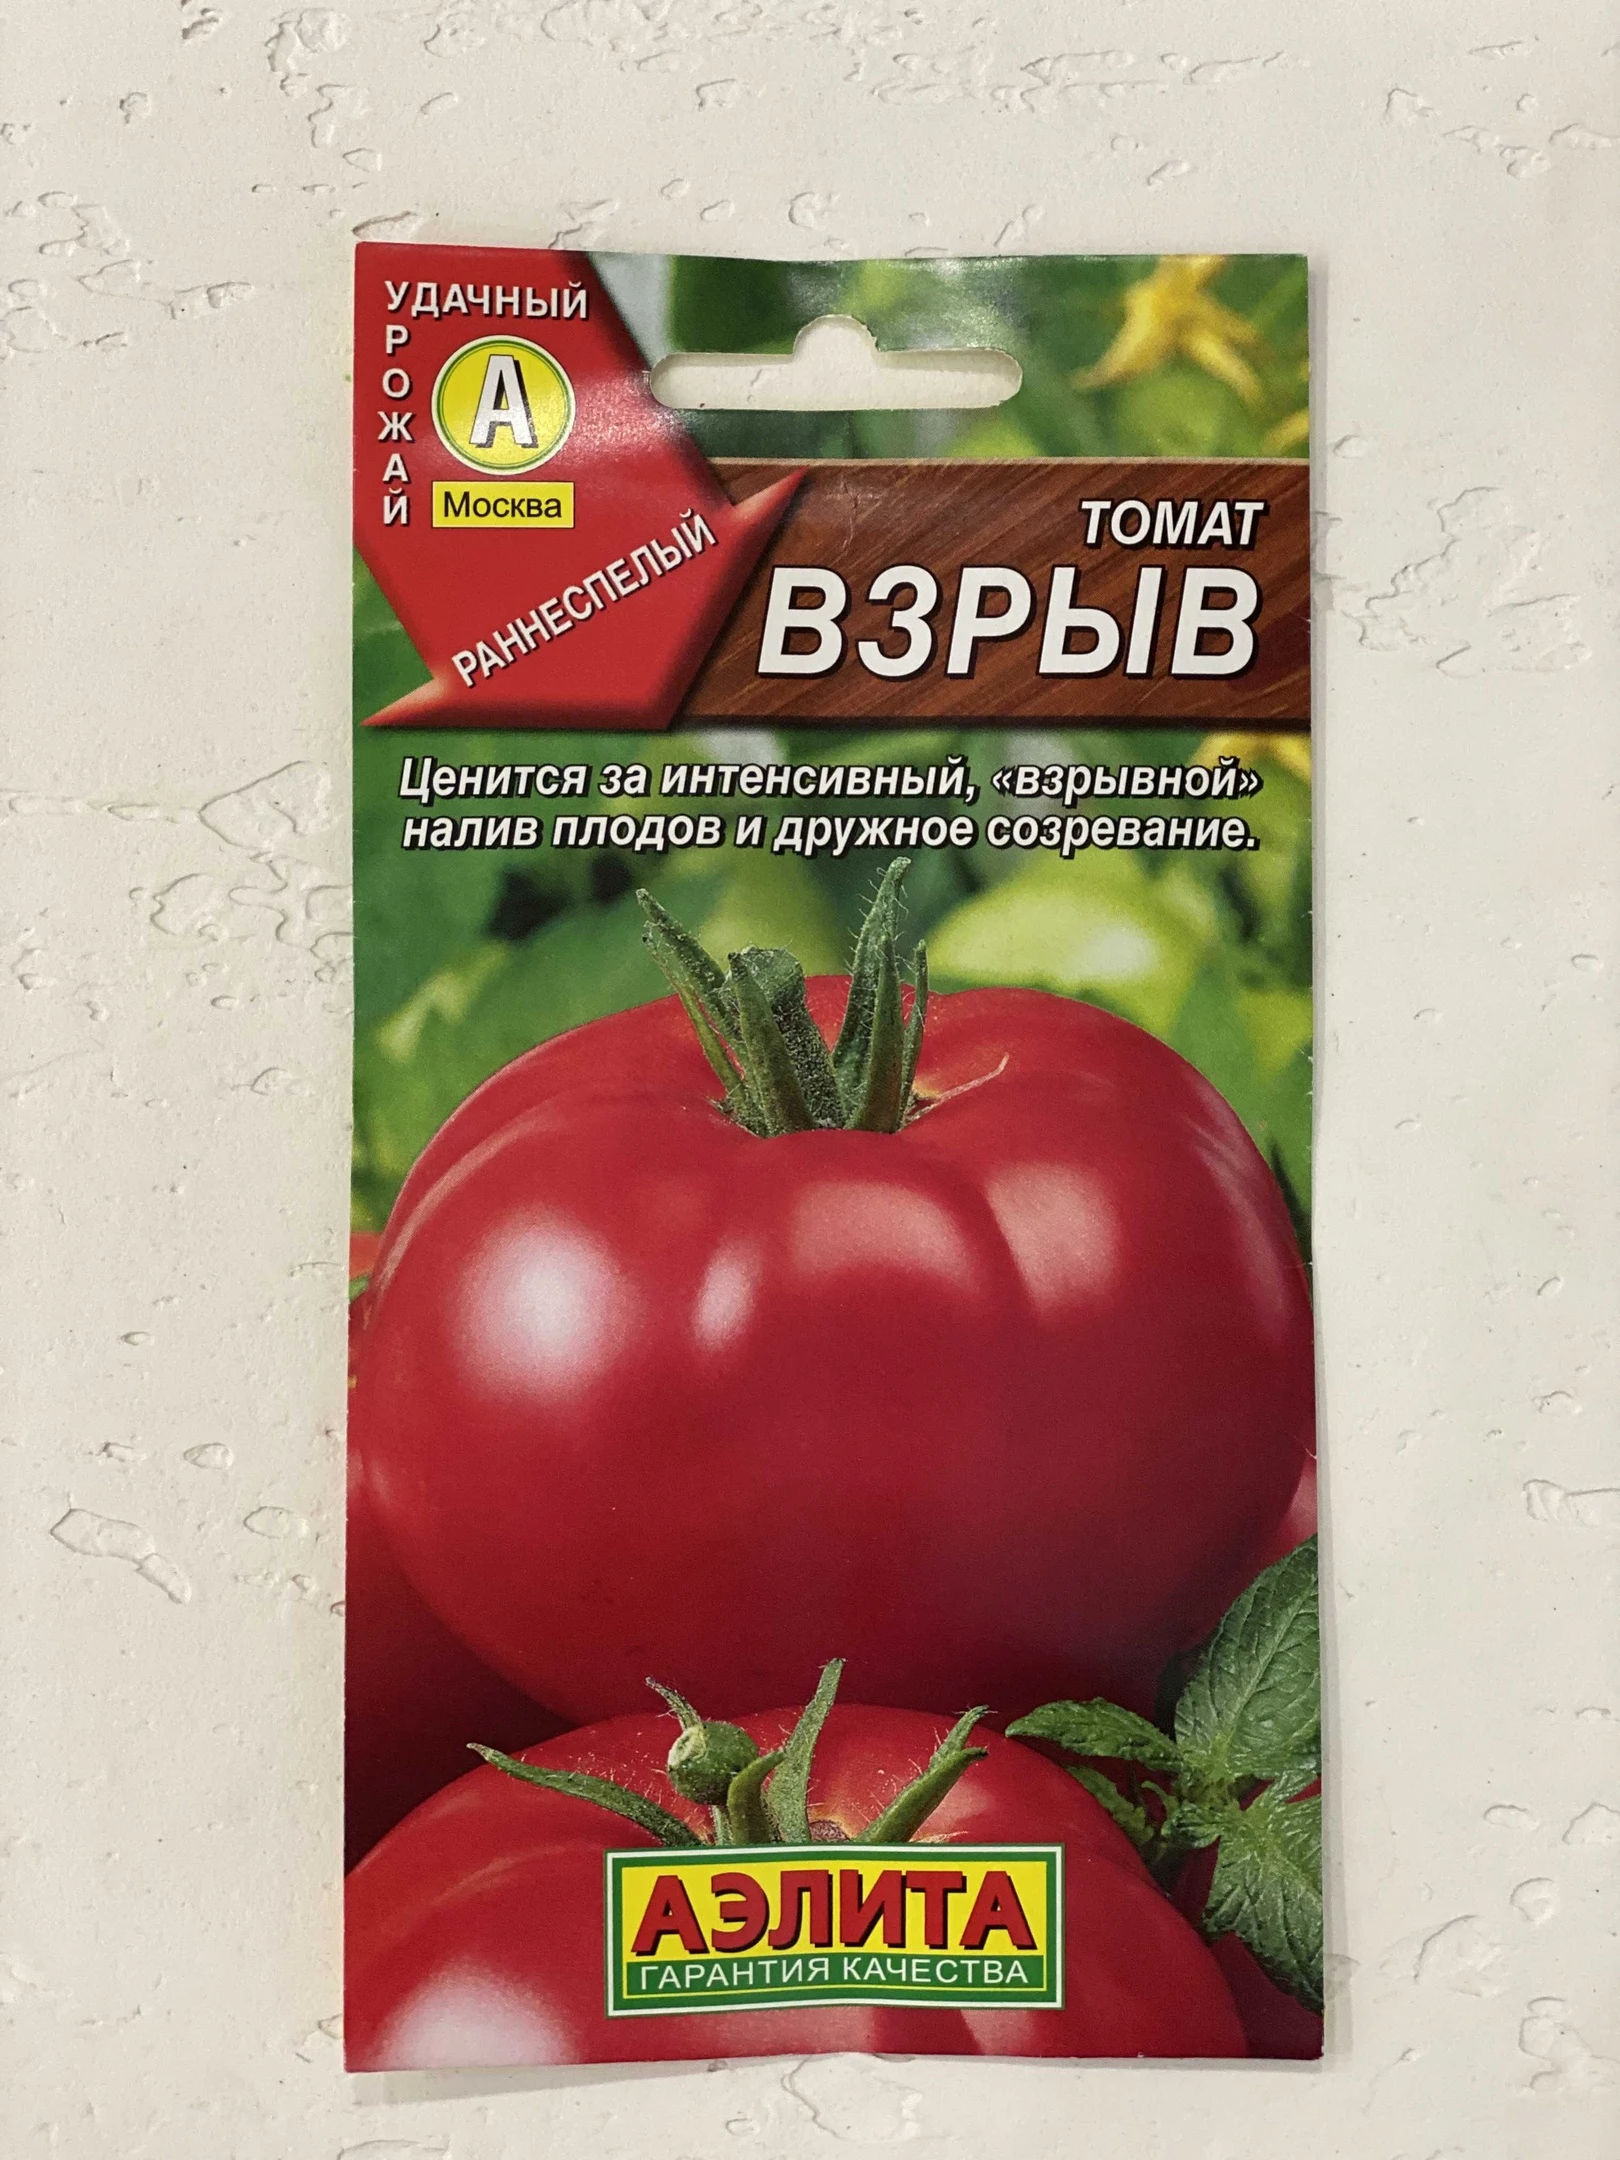 УДАЧНЫЙ
УРОЖАЙ
А
Москва
РАННЕСПЕЛЫЙ
ТОМАТ
ВЗРЫВ
Ценится за интенсивный, «взрывной»
налив плодов и дружное созревание.
АЭЛИТА
ГАРАНТИЯ КАЧЕСТВА